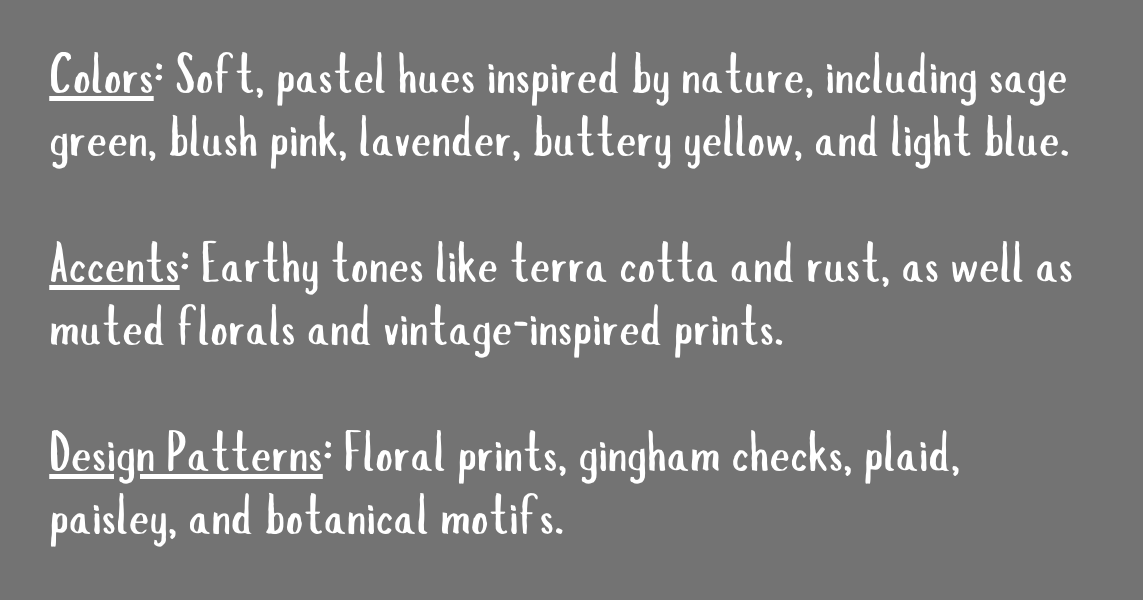 Colors: Soft, pastel hues inspired by nature, including sage
green, blush pink, lavender, buttery yellow, and light blue.
Accents: Earthy tones like terra cotta and rust, as well as
muted florals and vintage-inspired prints.
Design Patterns: Floral prints, gingham checks, plaid,
paisley, and botanical motifs.